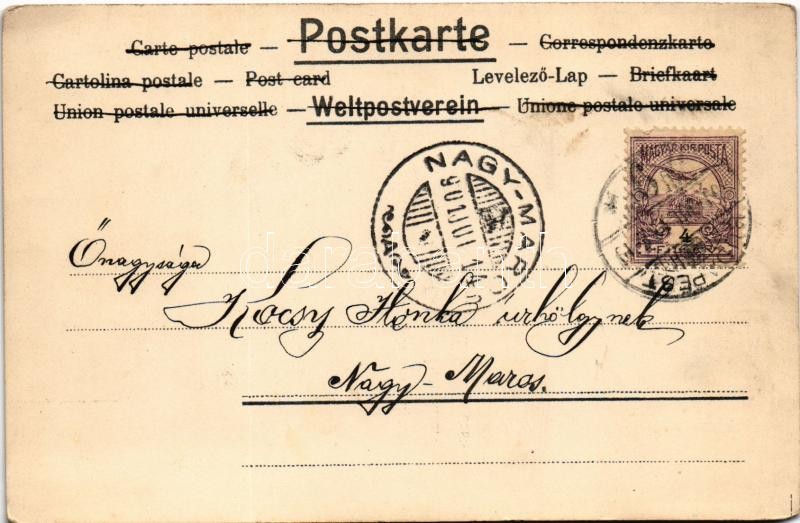 Carte postale — Postkarte — Correspondenzkarte
Cartolina postale — Post card Levelező-Lap — Briefkaart
Union postale universelle — Weltpostverein — Unione postale universale
MAGYAR KIR. POSTA
4
NAGY-MAROS
Őnagysága
Kocsy Ilonka úrhölgynek
Nagy-Maros.